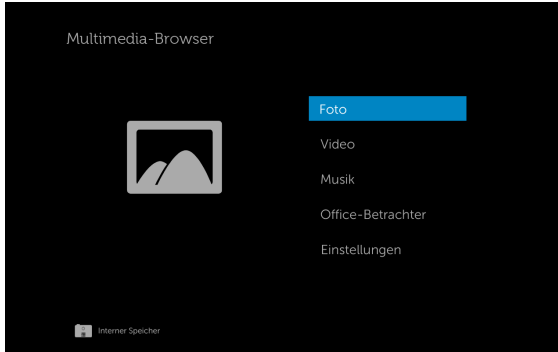 Multimedia-Browser
Foto
Video
Musik
Office-Betrachter
Einstellungen
Interner Speicher